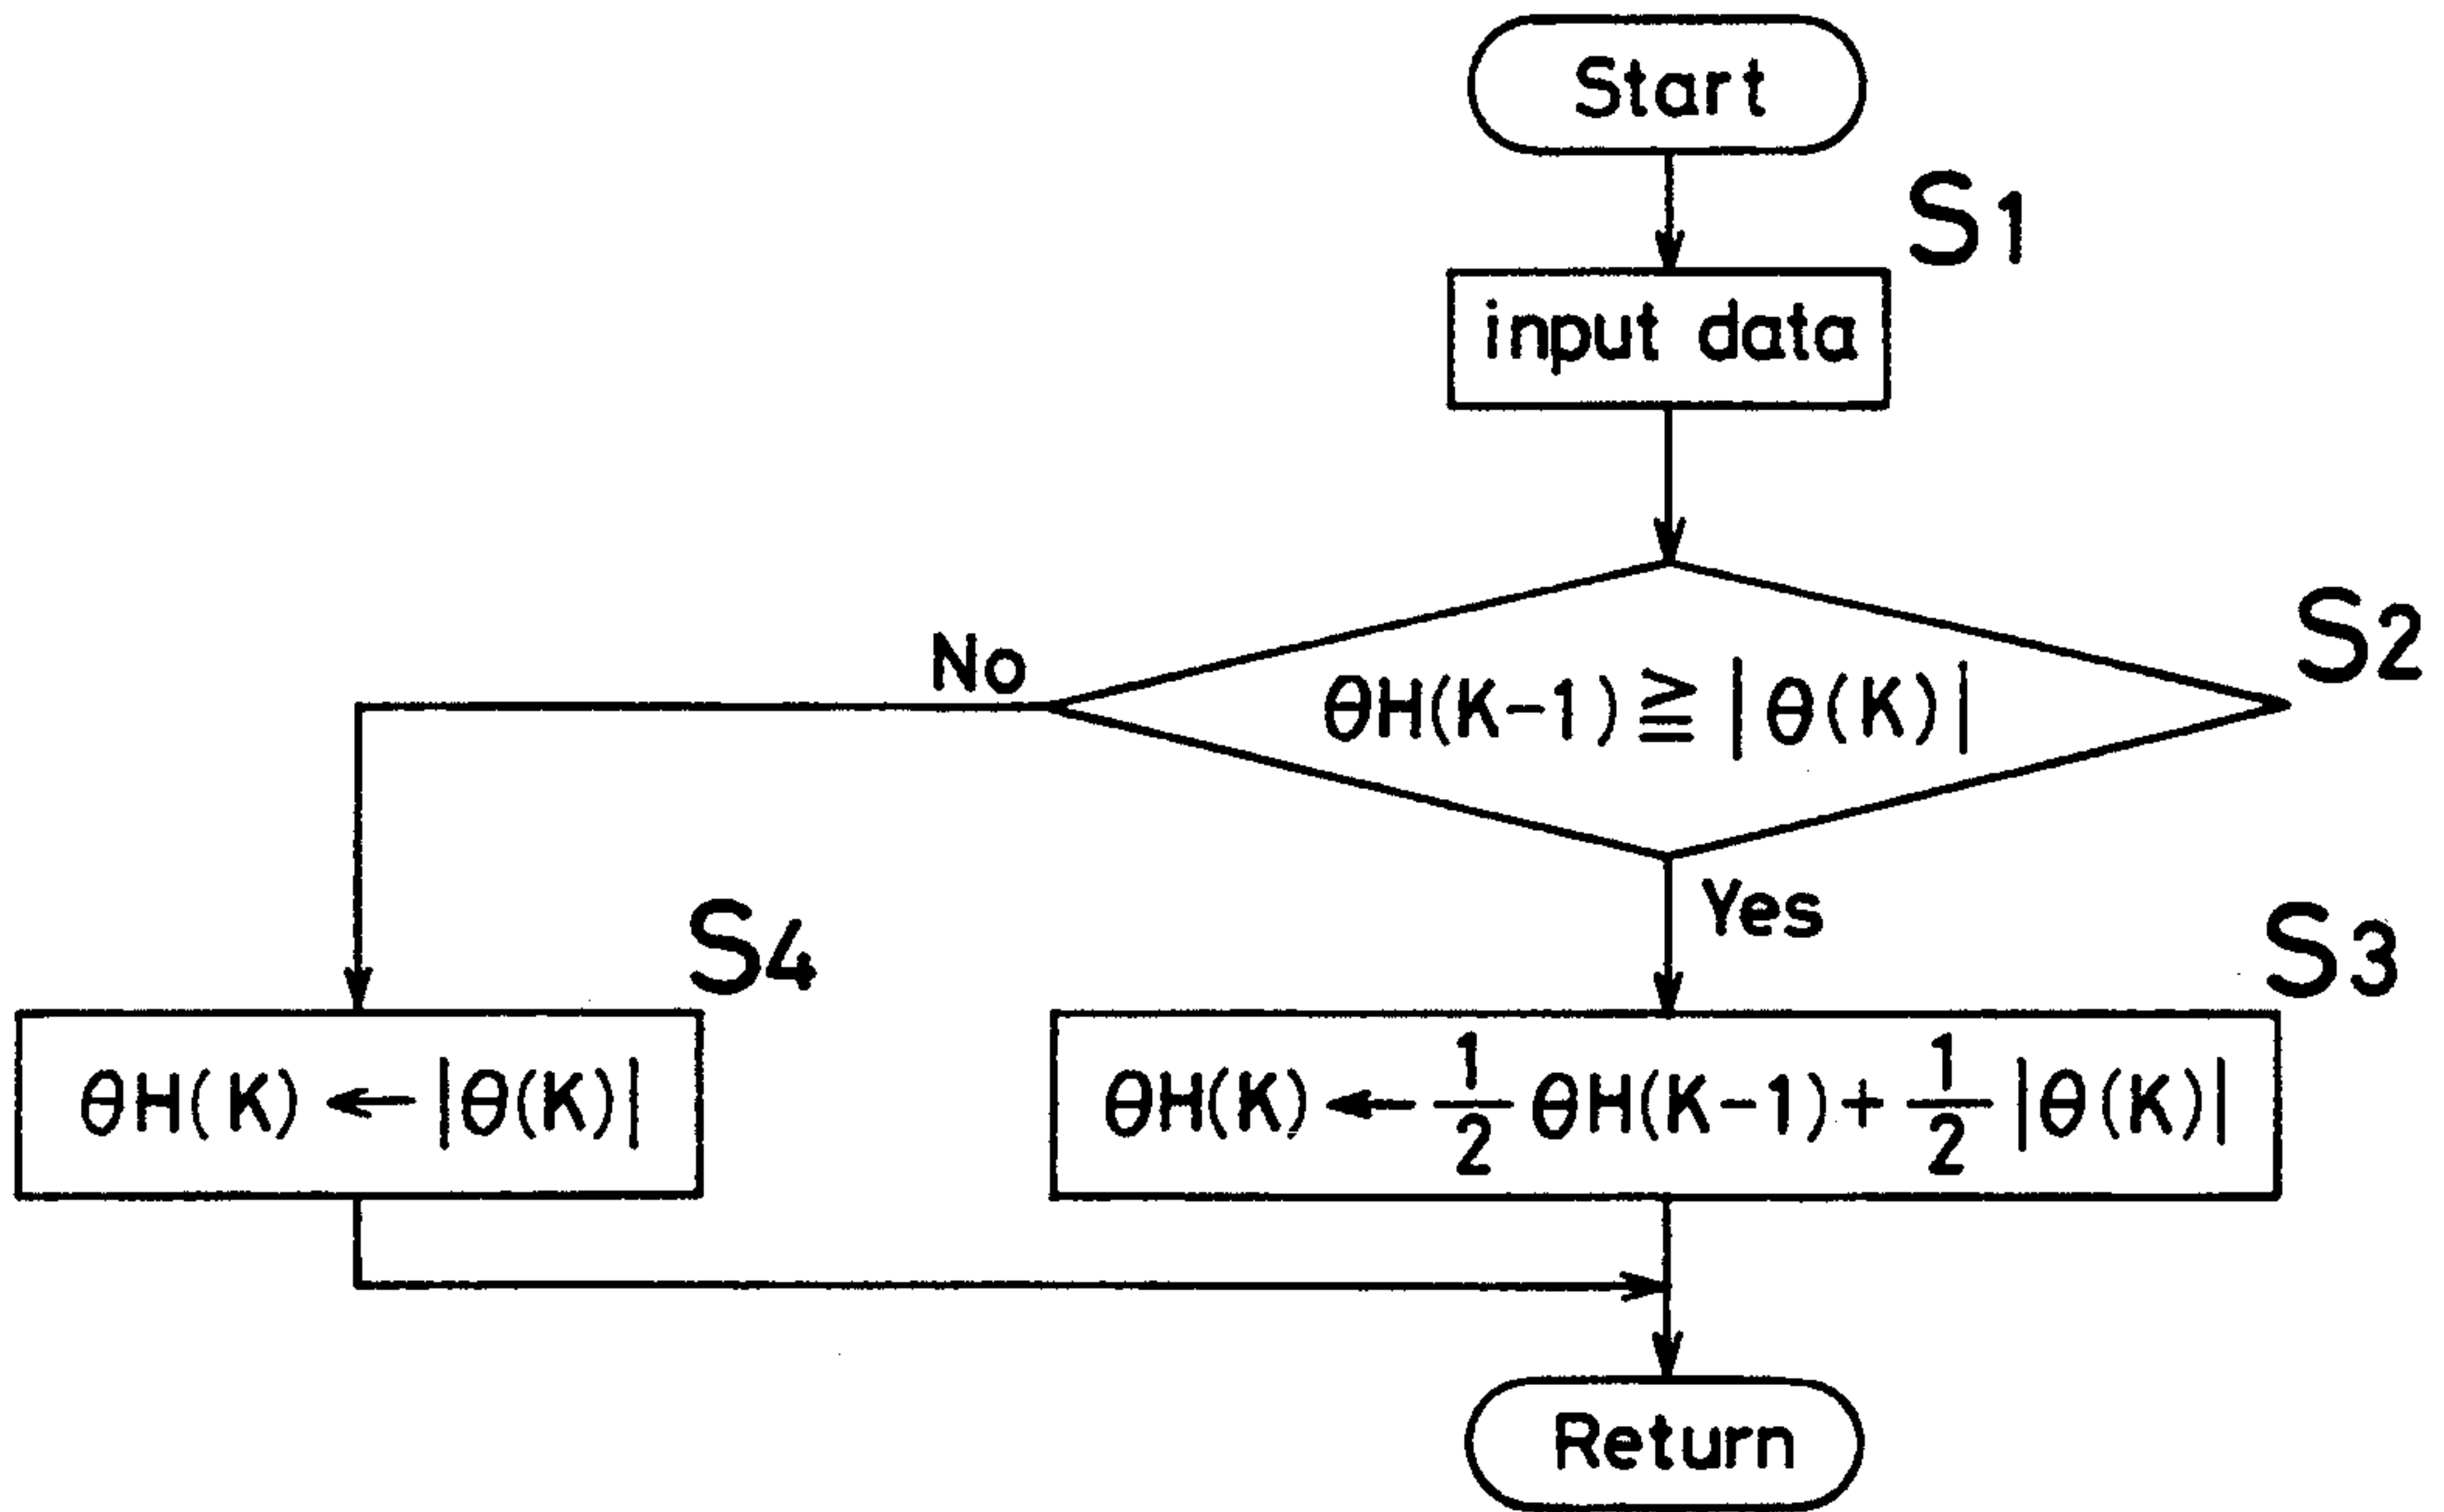 Start
S1
input data
S2
No
θH(K-1)≧|θ(K)|
Yes
S4
S3
θH(K)←|θ(K)|
θH(K)←1/2 θH(K-1)+1/2 |θ(K)|
Return